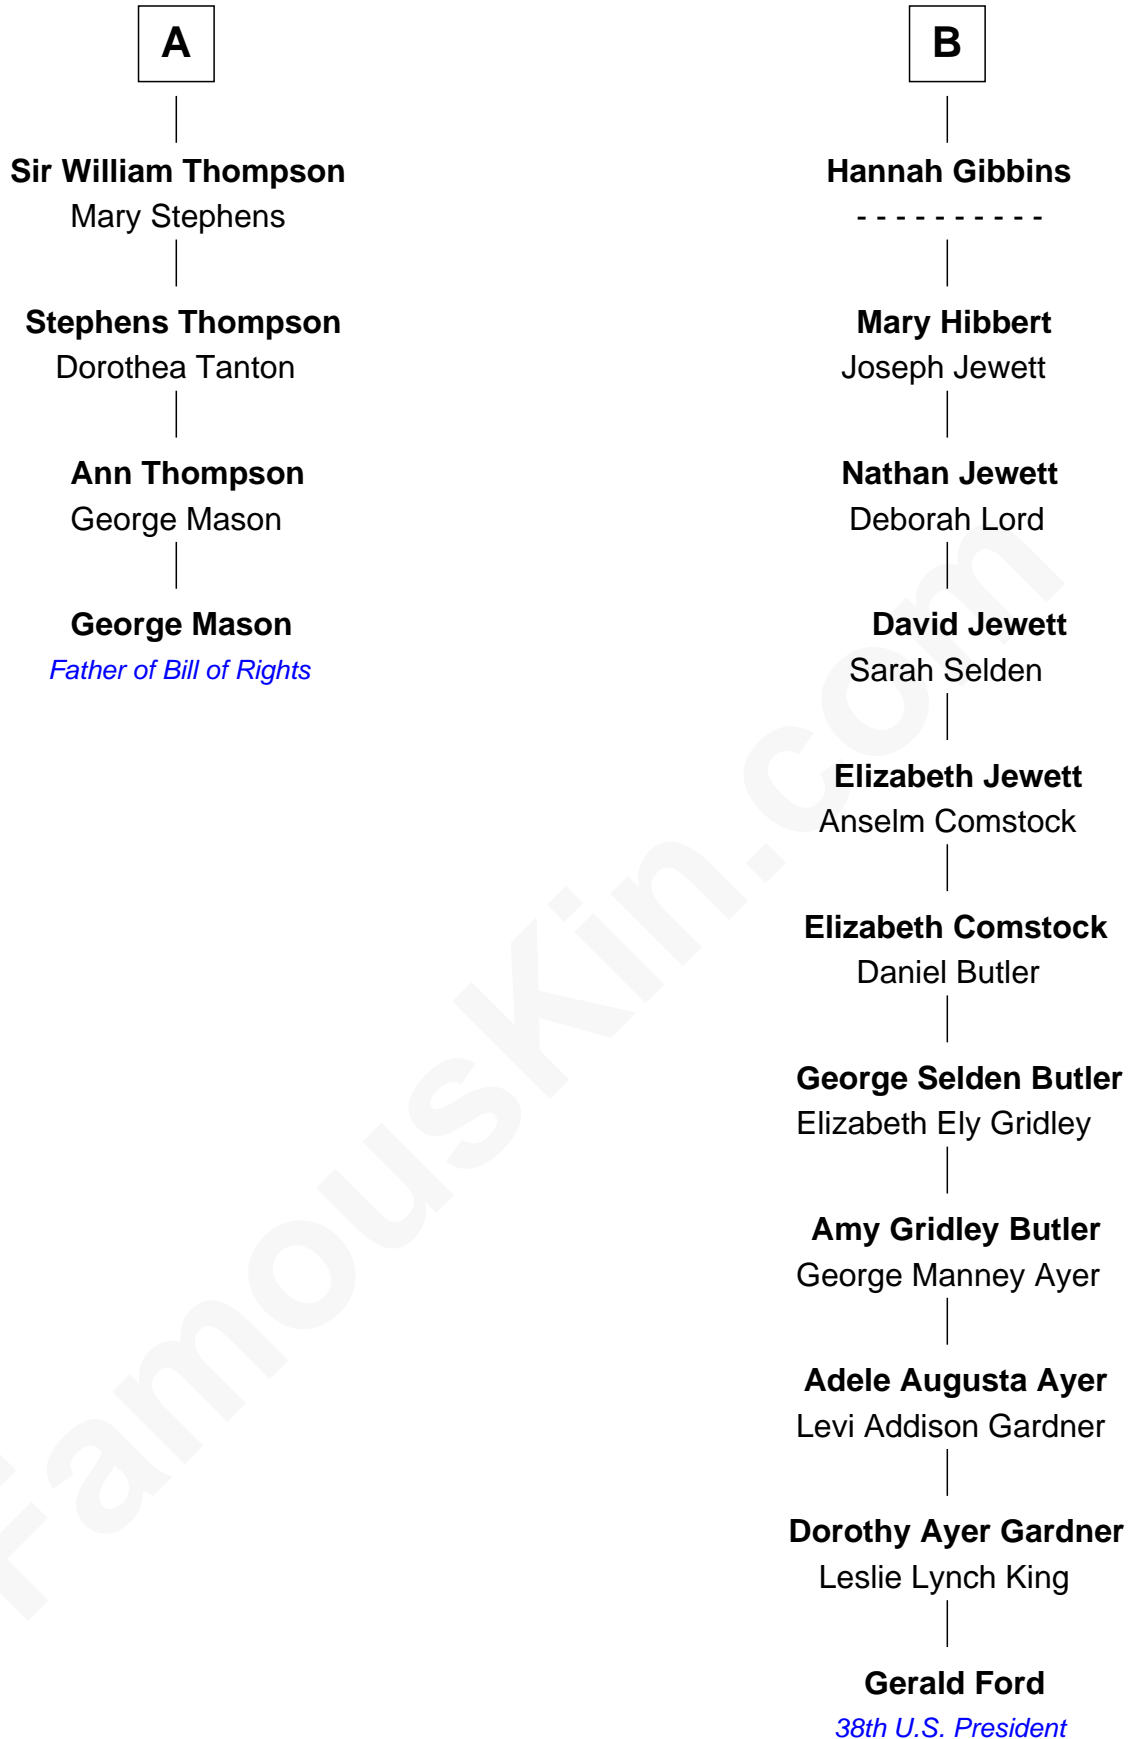 A
Sir William Thompson
Mary Stephens
Stephens Thompson
Dorothea Tanton
Ann Thompson
George Mason
George Mason
Father of Bill of Rights
B
Hannah Gibbins
- - - - - - - - - -
Mary Hibbert
Joseph Jewett
Nathan Jewett
Deborah Lord
David Jewett
Sarah Selden
Elizabeth Jewett
Anselm Comstock
Elizabeth Comstock
Daniel Butler
George Selden Butler
Elizabeth Ely Gridley
Amy Gridley Butler
George Manney Ayer
Adele Augusta Ayer
Levi Addison Gardner
Dorothy Ayer Gardner
Leslie Lynch King
Gerald Ford
38th U.S. President
FamousKin.com